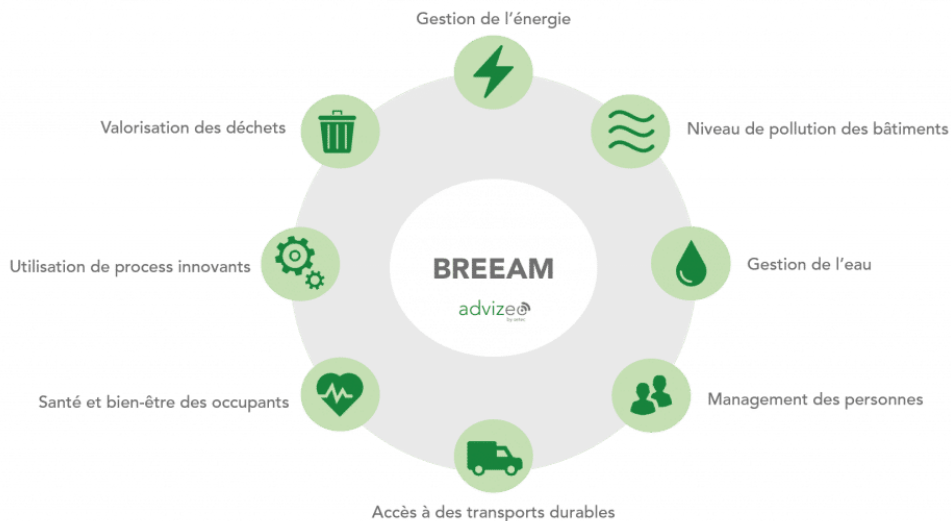 Gestion de l’énergie
Valorisation des déchets
Niveau de pollution des bâtiments
Utilisation de process innovants
BREEAM
advizeo
Gestion de l’eau
Santé et bien-être des occupants
Management des personnes
Accès à des transports durables